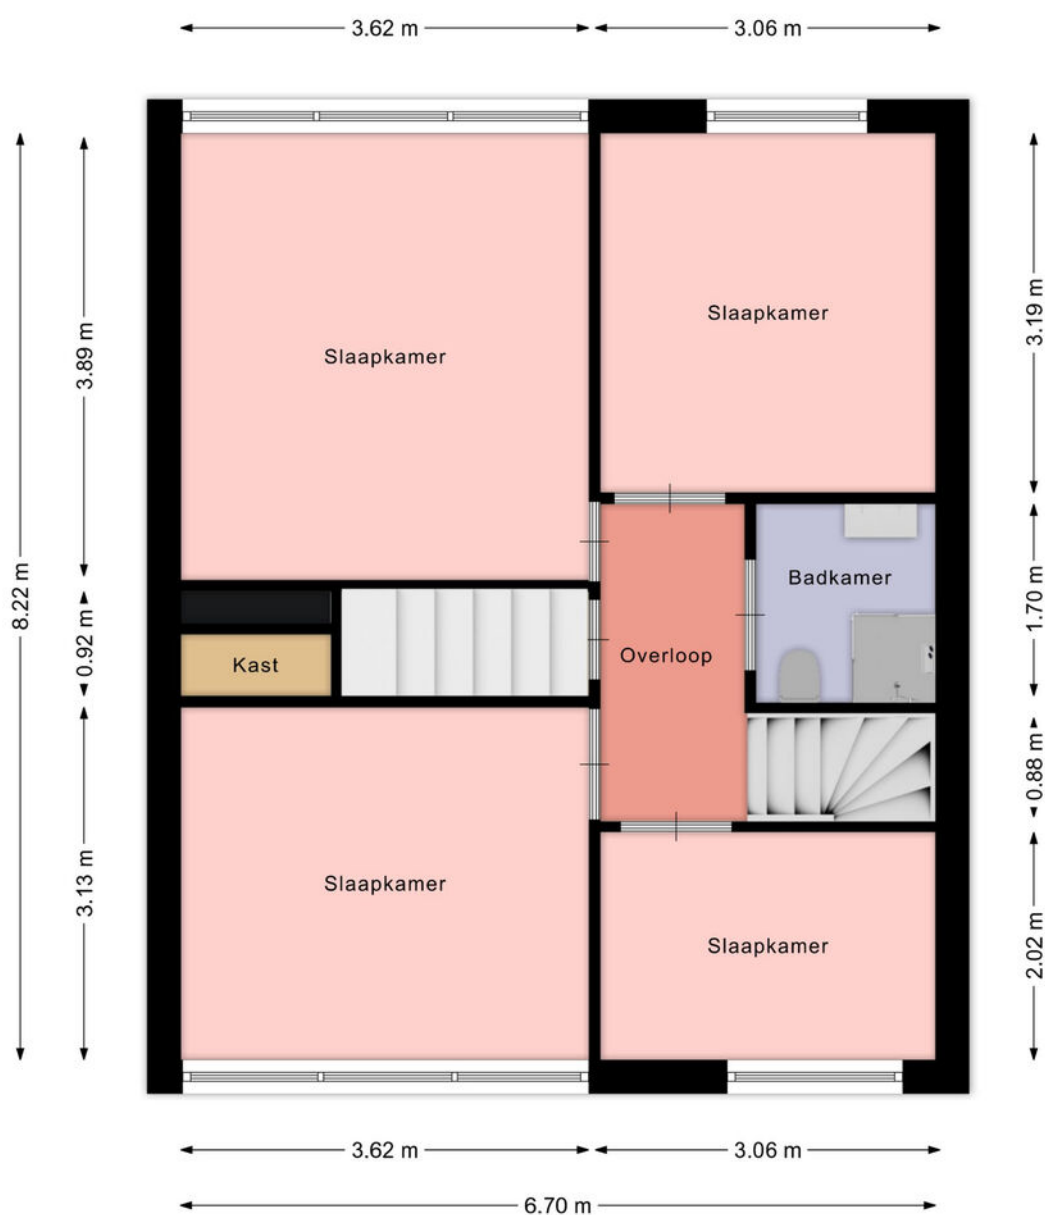 3.62 m
3.06 m
8.22 m
3.89 m
0.92 m
3.13 m
Slaapkamer
Slaapkamer
Badkamer
Overloop
Kast
Slaapkamer
Slaapkamer
3.19 m
1.70 m
0.88 m
2.02 m
3.62 m
3.06 m
6.70 m